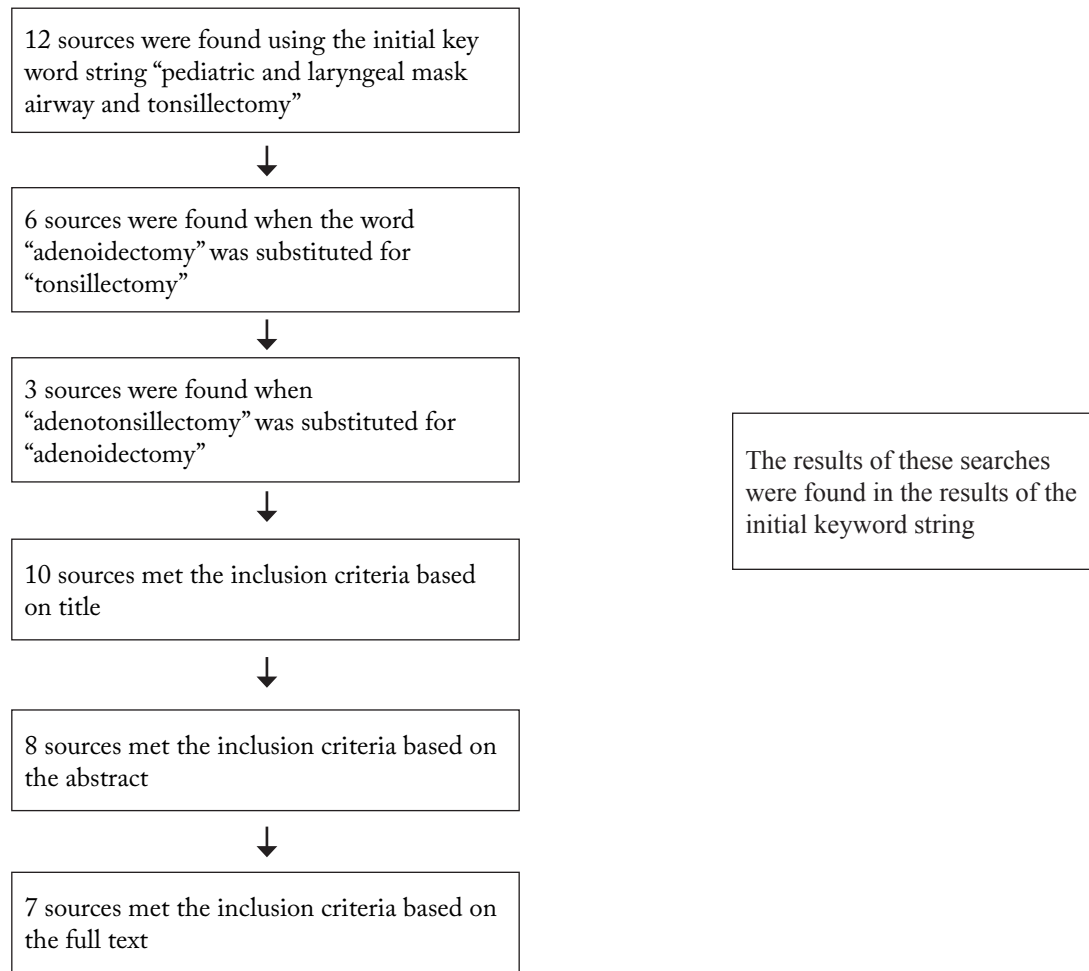 12 sources were found using the initial key
word string “pediatric and laryngeal mask
airway and tonsillectomy”
6 sources were found when the word
“adenoidectomy” was substituted for
“tonsillectomy”
3 sources were found when
“adenotonsillectomy” was substituted for
“adenoidectomy”
The results of these searches
were found in the results of the
initial keyword string
10 sources met the inclusion criteria based
on title
8 sources met the inclusion criteria based on
the abstract
7 sources met the inclusion criteria based on
the full text